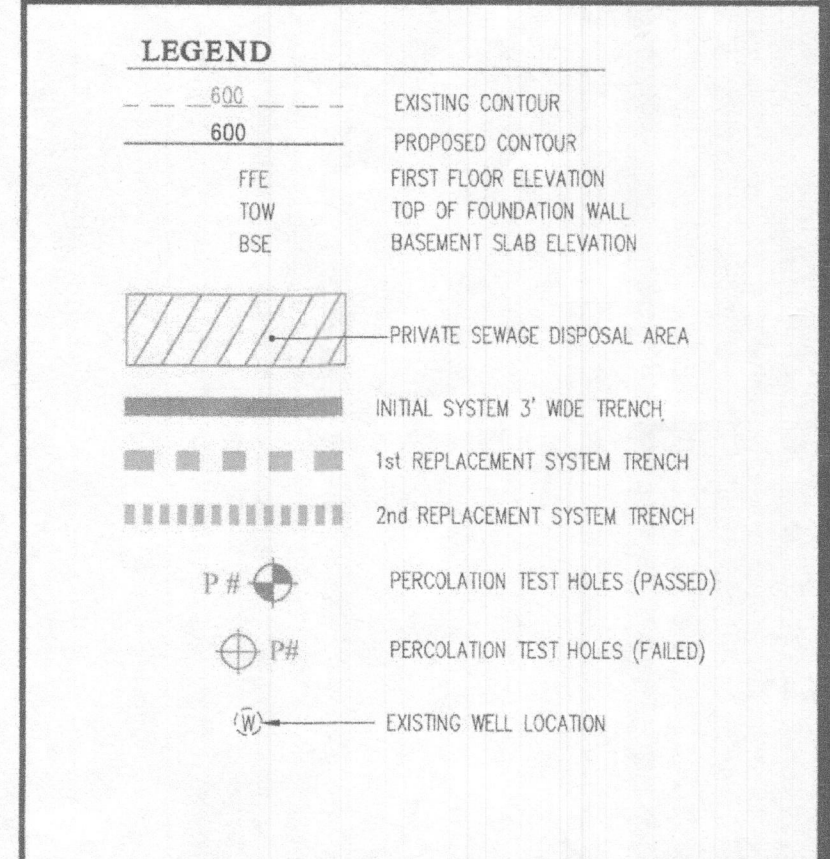 LEGEND
600 EXISTING CONTOUR
600 PROPOSED CONTOUR
FFE FIRST FLOOR ELEVATION
TOW TOP OF FOUNDATION WALL
BSE BASEMENT SLAB ELEVATION
PRIVATE SEWAGE DISPOSAL AREA
INITIAL SYSTEM 3' WIDE TRENCH
1st REPLACEMENT SYSTEM TRENCH
2nd REPLACEMENT SYSTEM TRENCH
P # PERCOLATION TEST HOLES (PASSED)
P# PERCOLATION TEST HOLES (FAILED)
W EXISTING WELL LOCATION